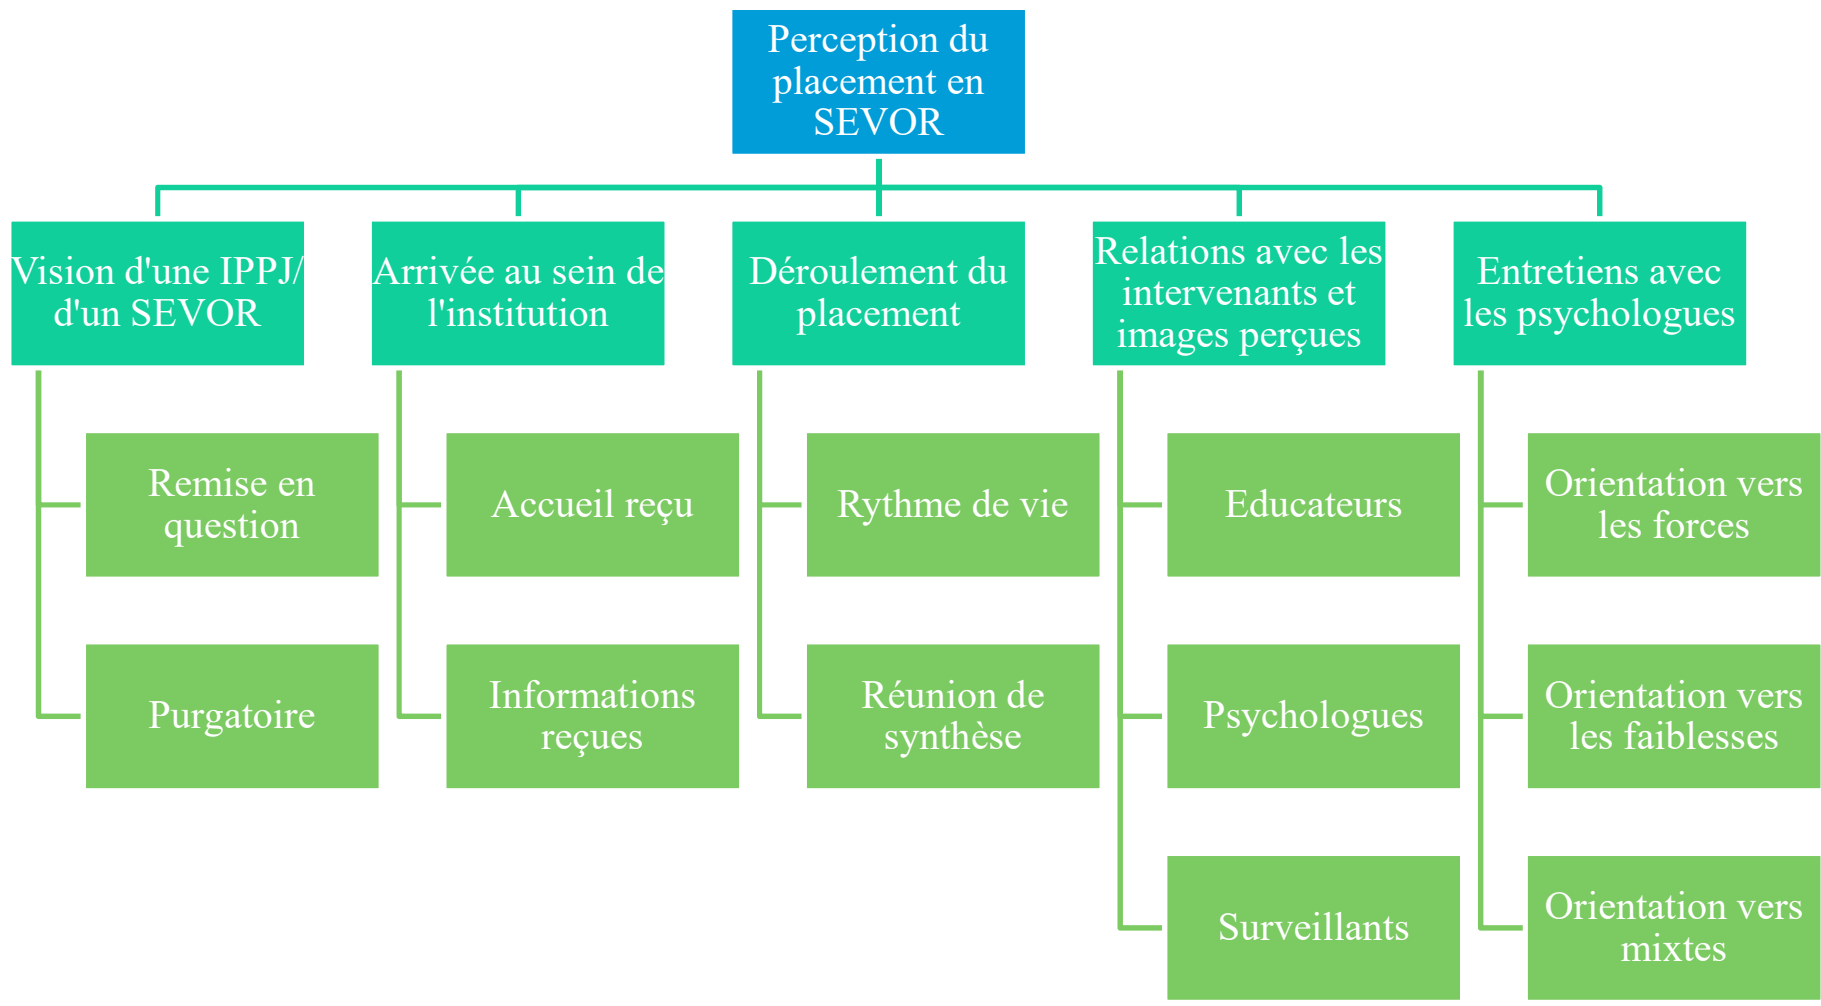 Perception du
placement en
SEVOR
Vision d'une IPPJ/
d'un SEVOR
Arrivée au sein de
l'institution
Déroulement du
placement
Relations avec les
intervenants et
images perçues
Entretiens avec
les psychologues
Remise en
question
Accueil reçu
Rythme de vie
Educateurs
Orientation vers
les forces
Purgatoire
Informations
reçues
Réunion de
synthèse
Psychologues
Orientation vers
les faiblesses
Surveillants
Orientation vers
mixtes